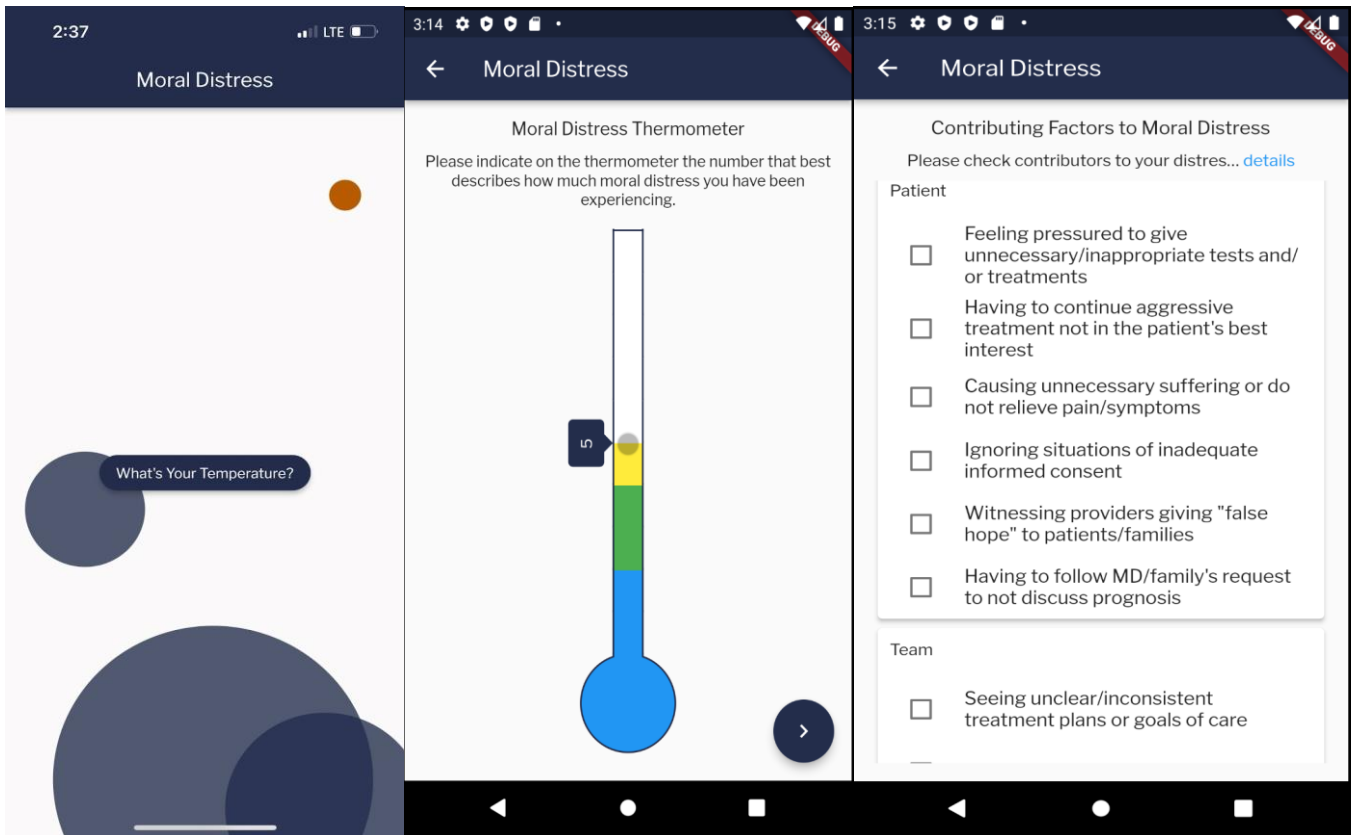 2:37
LTE
Moral Distress
What's Your Temperature?
3:14
DEBUG
Moral Distress
Moral Distress Thermometer
Please indicate on the thermometer the number that best
describes how much moral distress you have been
experiencing.
5
3:15
DEBUG
Moral Distress
Contributing Factors to Moral Distress
Please check contributors to your distres... details
Patient
Feeling pressured to give
unnecessary/inappropriate tests and/
or treatments
Having to continue aggressive
treatment not in the patient's best
interest
Causing unnecessary suffering or do
not relieve pain/symptoms
Ignoring situations of inadequate
informed consent
Witnessing providers giving "false
hope" to patients/families
Having to follow MD/family's request
to not discuss prognosis
Team
Seeing unclear/inconsistent
treatment plans or goals of care